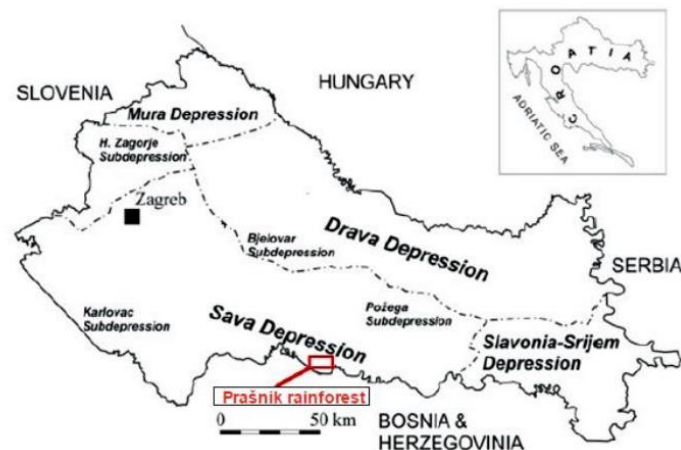 SLOVENIA
HUNGARY
Mura Depression
H. Zagorje
Subdepression
Zagreb
Bjelovar
Subdepression
Drava Depression
SERBIA
Karlovac
Subdepression
Sava Depression
Požega
Subdepression
Slavonia-Srijem
Depression
Prašnik rainforest
0 50 km
BOSNIA &
HERZEGOVINIA
CROATIA
ADRIATIC SEA